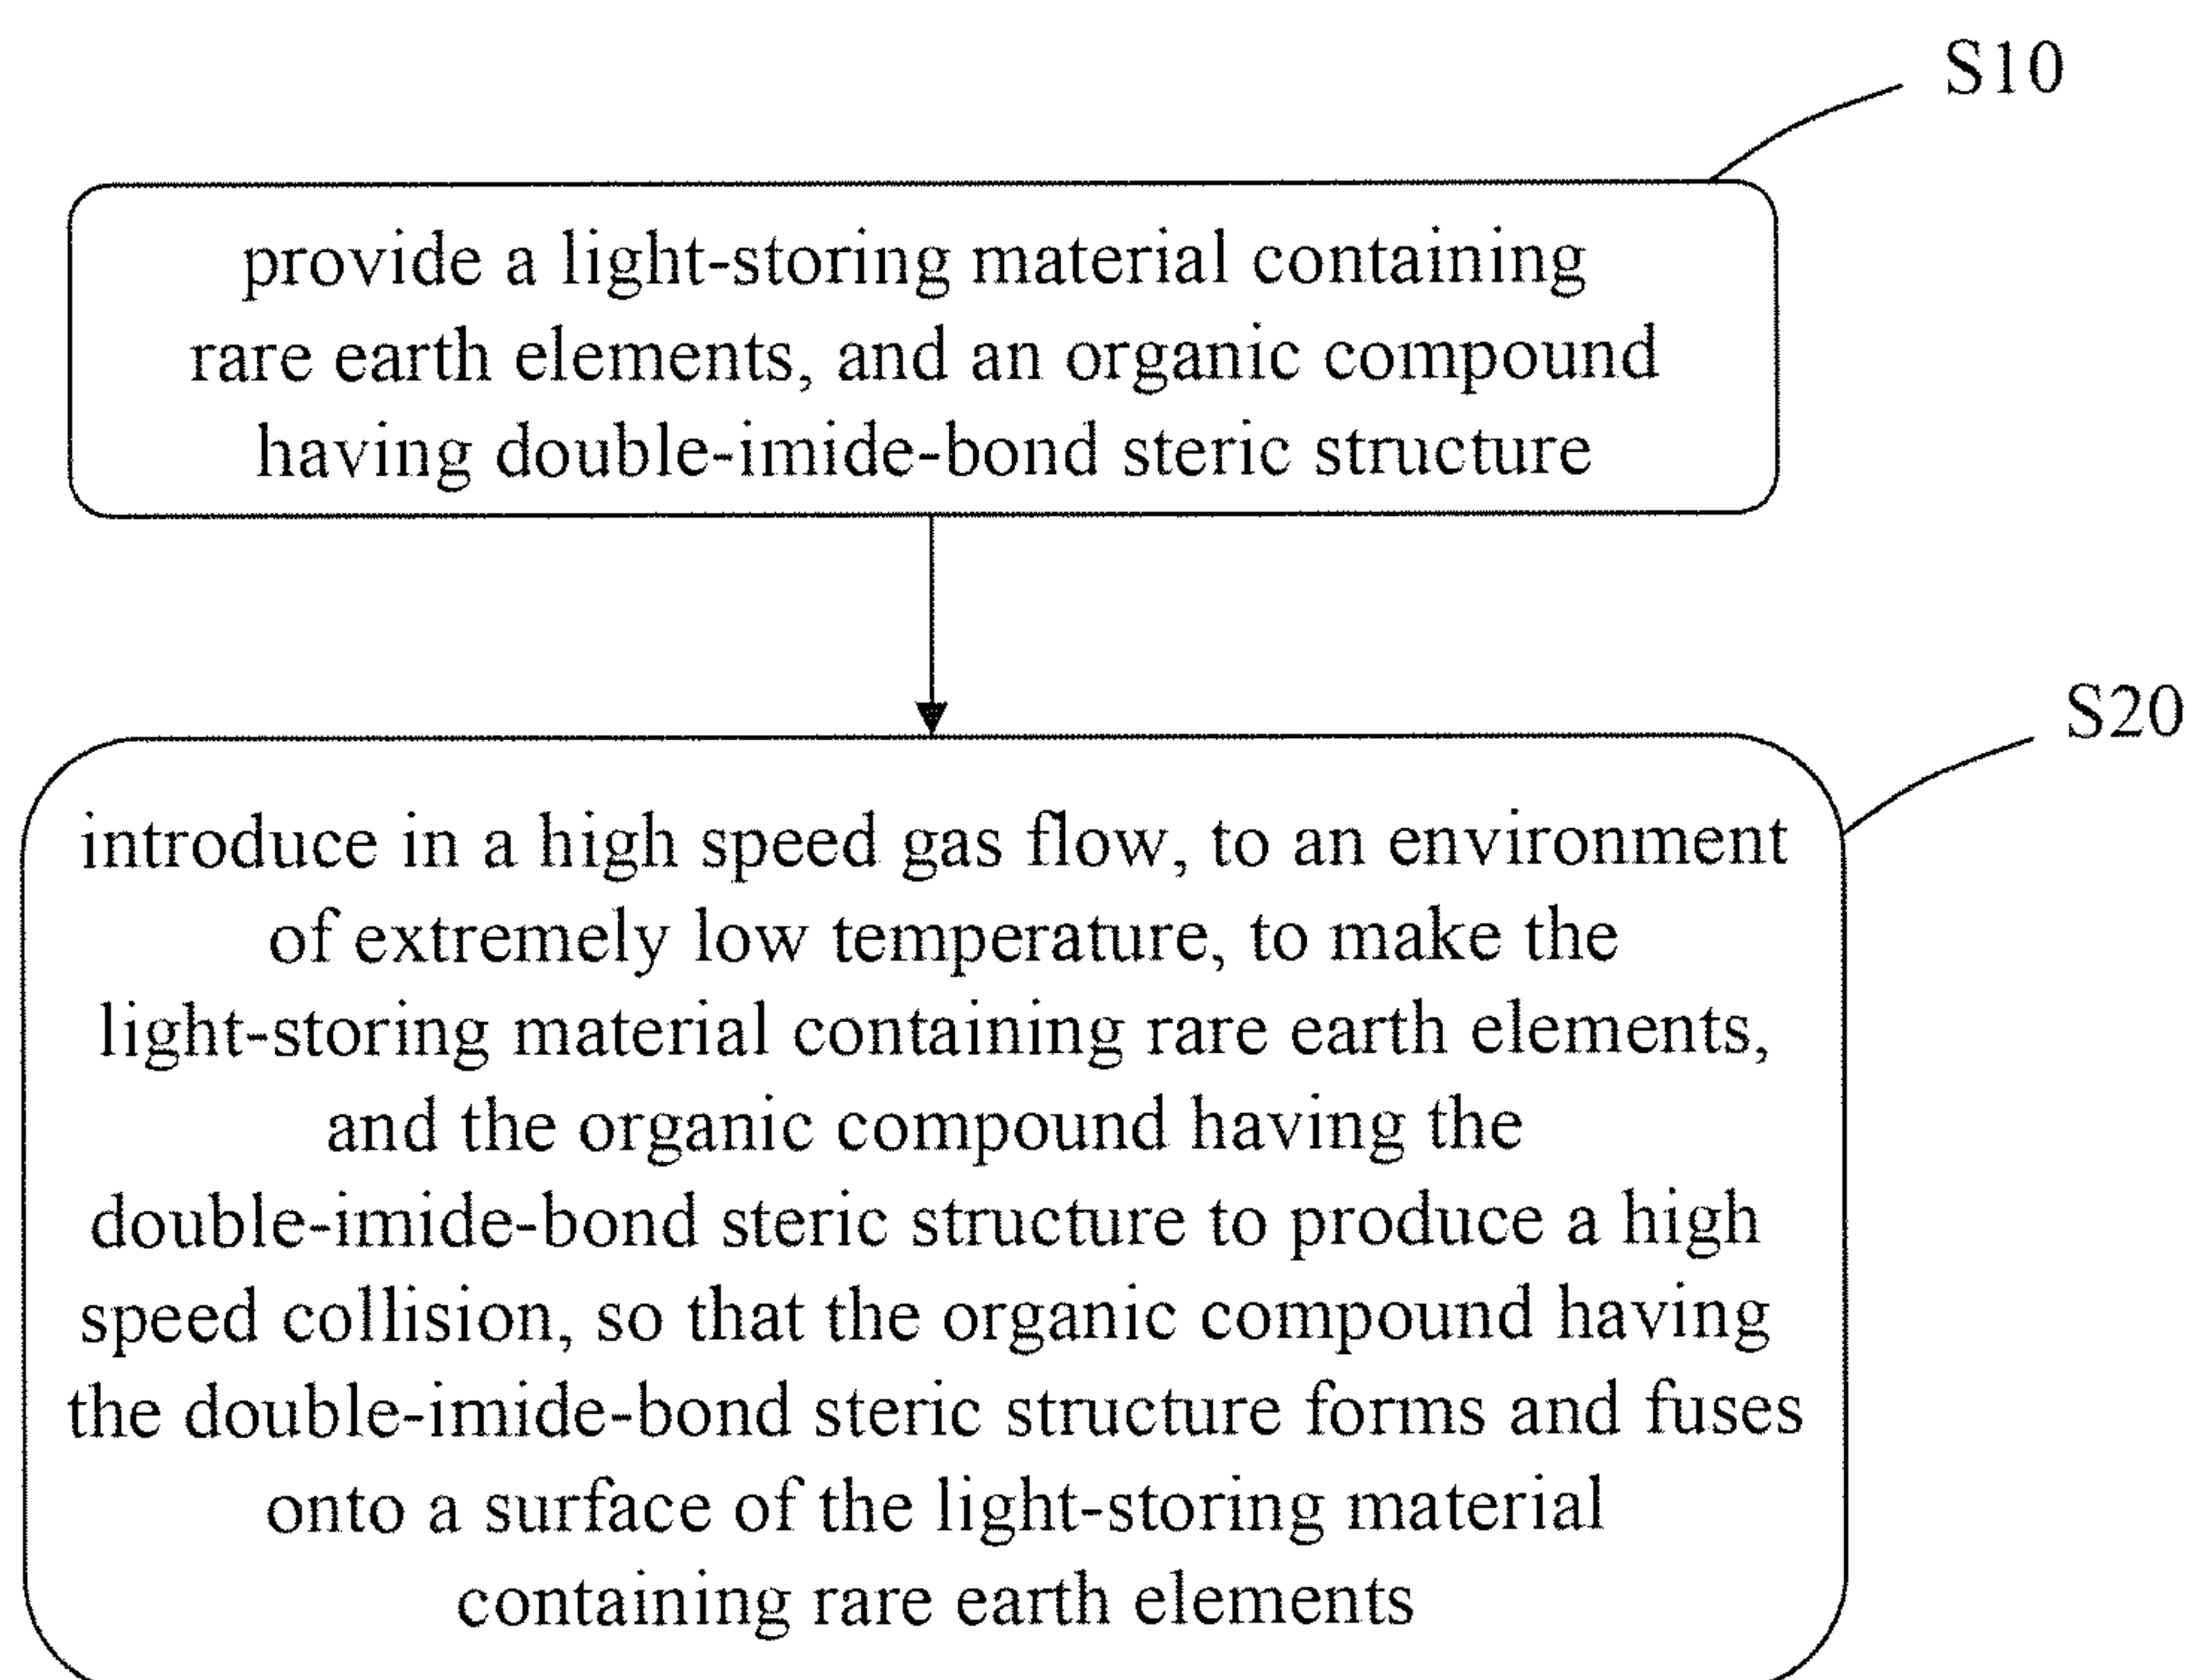 S10
provide a light-storing material containing
rare earth elements, and an organic compound
having double-imide-bond steric structure
S20
introduce in a high speed gas flow, to an environment
of extremely low temperature, to make the
light-storing material containing rare earth elements,
and the organic compound having the
double-imide-bond steric structure to produce a high
speed collision, so that the organic compound having
the double-imide-bond steric structure forms and fuses
onto a surface of the light-storing material
containing rare earth elements